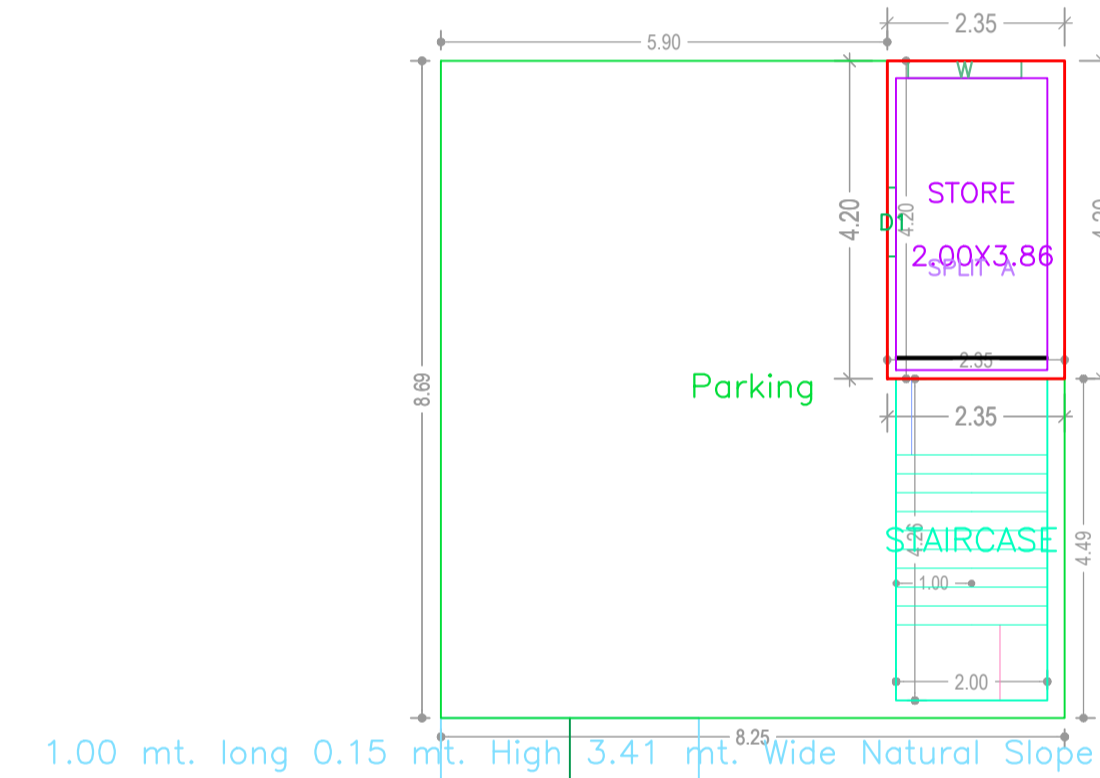 2.35
5.90
W
STORE
4.20
4.20
D1
4.20
2.00X3.86
SPLIT A
2.35
Parking
8.69
2.35
STAIRCASE
4.26
4.49
1.00
2.00
8.25
1.00 mt. long 0.15 mt. High 3.41 mt. Wide Natural Slope